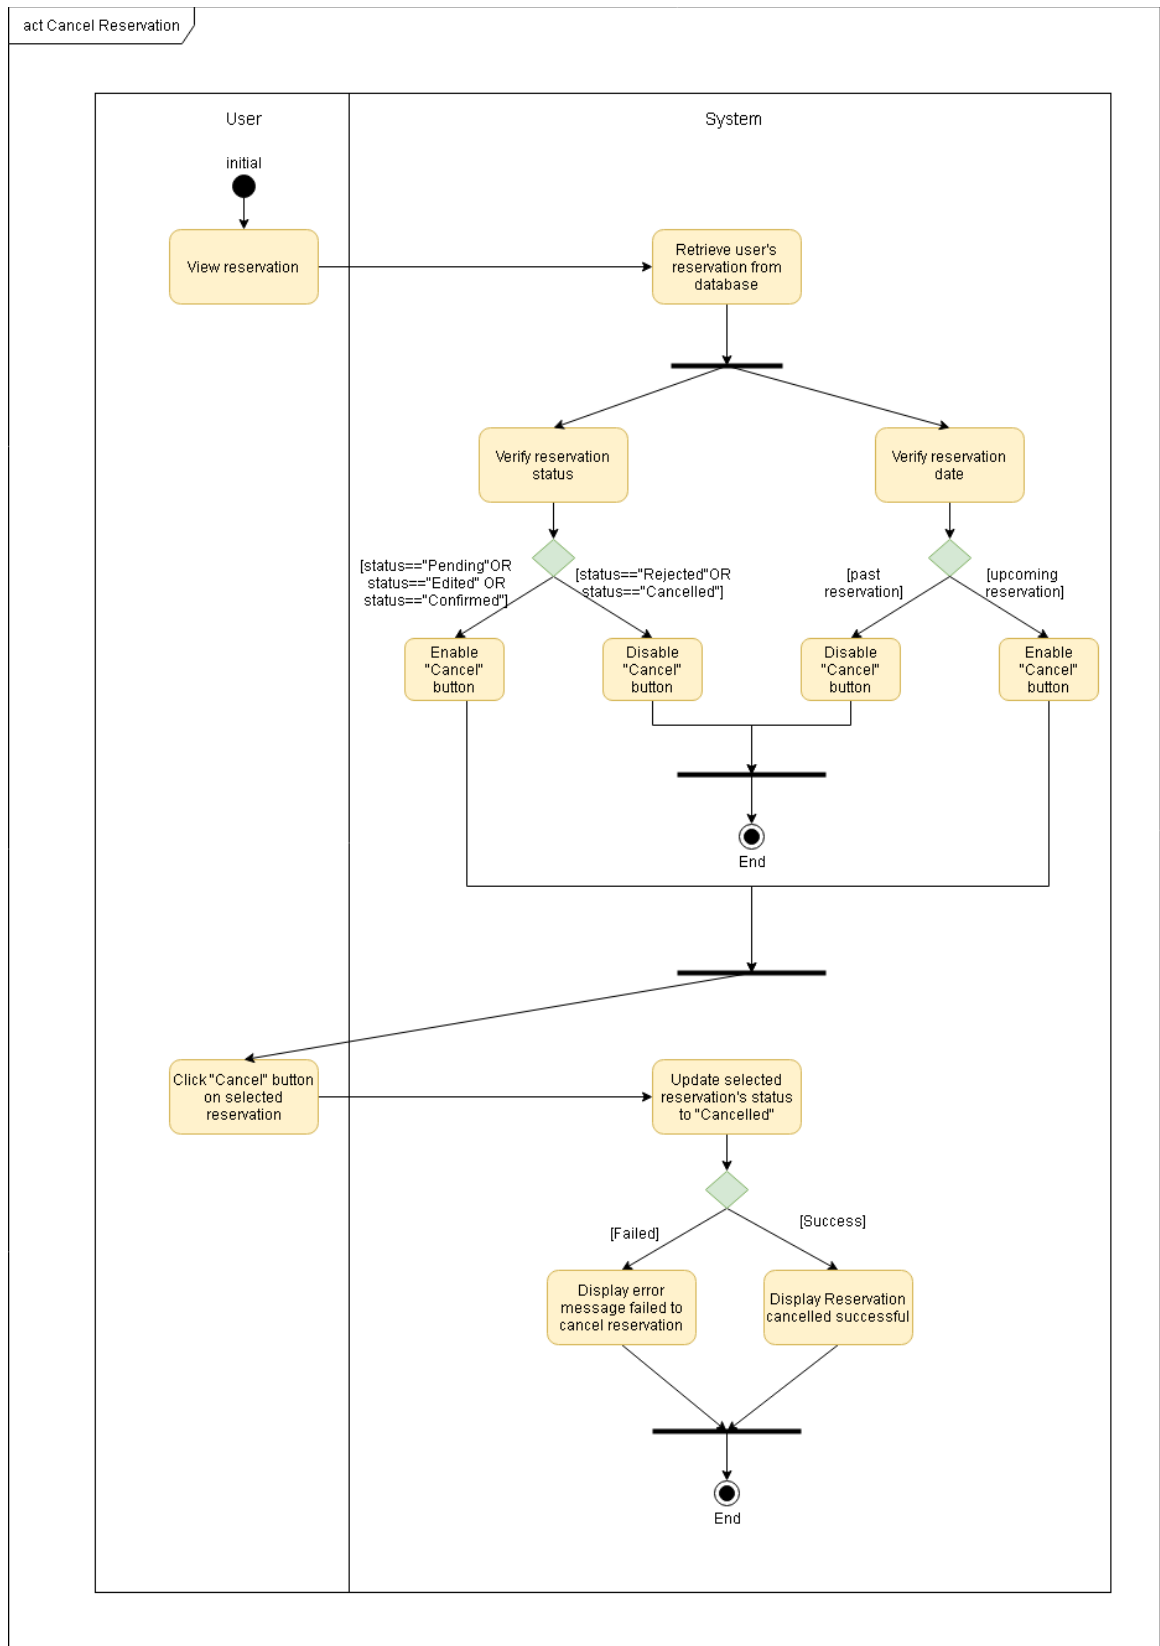 act Cancel Reservation
User
System
initial
View reservation
Retrieve user's
reservation from
database
Verify reservation
status
Verify reservation
date
[status=="Pending"OR
status=="Edited" OR
status=="Confirmed"]
[status=="Rejected"OR
status=="Cancelled"]
[past
reservation]
[upcoming
reservation]
Enable
"Cancel"
button
Disable
"Cancel"
button
Disable
"Cancel"
button
Enable
"Cancel"
button
End
Click "Cancel" button
on selected
reservation
Update selected
reservation's status
to "Cancelled"
[Failed]
[Success]
Display error
message failed to
cancel reservation
Display Reservation
cancelled successful
End